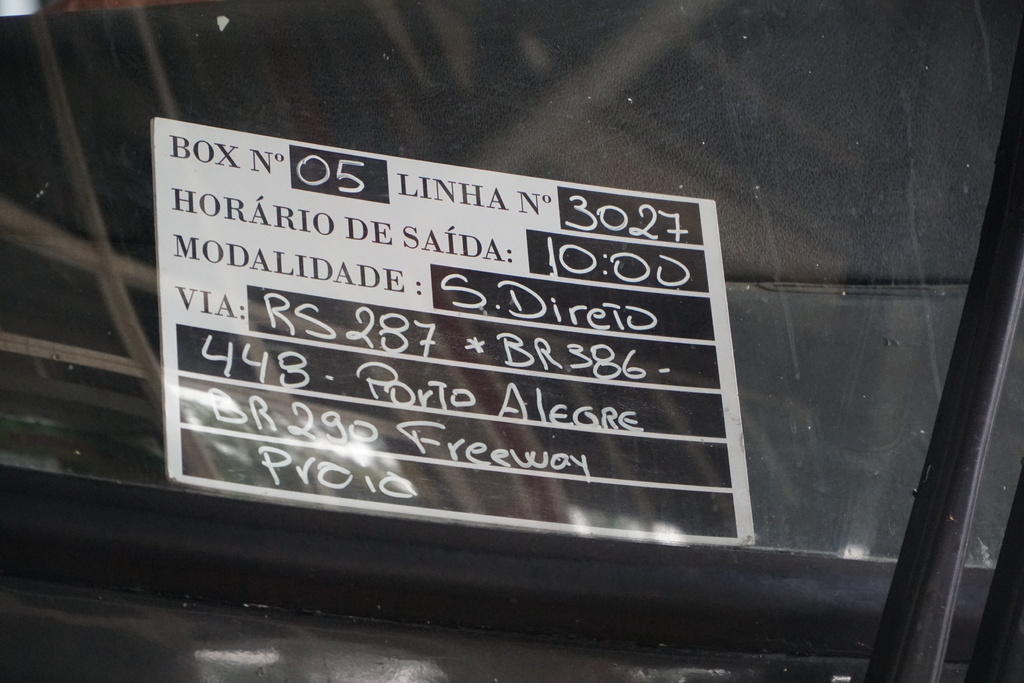 BOX Nº 05 LINHA Nº 3027
HORÁRIO DE SAÍDA: 10:00
MODALIDADE: S.Direto
VIA: RS 287 * BR386-
448 - Porto Alegre
BR290 Freeway
Praia